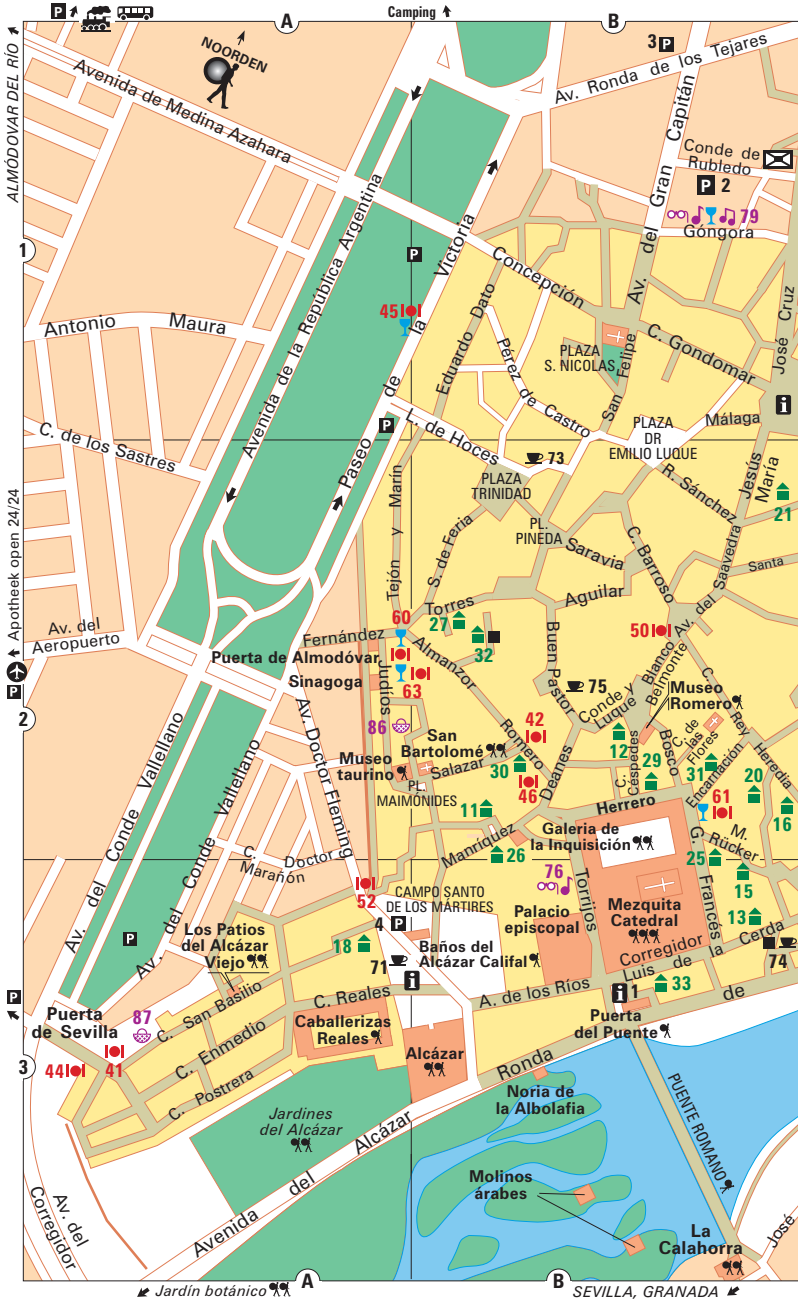 P
A
Camping
B
ALMÓDOVAR DEL RÍO
NOORDEN
3 P
Av. Ronda de los Tejares
Avenida de Medina Azahara
Av. del Gran Capitán
Conde de
Rubledo
P 2
79
Góngora
1
Avenida de la República Argentina
P
Paseo de la Victoria
Concepción
45
Antonio Maura
Eduardo Dato
Pérez de Castro
PLAZA
S. NICOLAS
San Felipe
C. Gondomar
José Cruz
i
Málaga
PLAZA
DR
EMILIO LUQUE
P
L. de Hoces
C. de los Sastres
73
PLAZA
TRINIDAD
R. Sánchez
Jesús María
21
Tejón y Marín
S. de Feria
PL.
PINEDA
Saravia
C. Barroso
Av. del Saavedra
Santa
Apotheek open 24/24
Aguilar
60
Torres
27
32
50
Av. del
Aeropuerto
Fernández
Almanzor
Buen Pastor
Puerta de Almodóvar
Sinagoga
63
Judíos
P
2
75
Conde y
Luque
Blanco
Belmonte
Museo
Romero
C. Rey Heredia
86
San
Bartolomé
Romero
42
12
C. Céspedes
29
Bosco
C. de
las
Flores
31
Encarnación
20
16
Museo
taurino
Salazar
30
46
Deanes
Av. Doctor Fleming
PL.
MAIMÓNIDES
11
Herrero
61
Av. del Conde Vallellano
Av. del Conde Vallellano
Manríquez
26
Galería de
la Inquisición
G. Francés
M.
Rücker
25
15
C. Doctor
Marañón
52
CAMPO SANTO
DE LOS MÁRTIRES
76
Torrijos
Mezquita
Catedral
13
Palacio
episcopal
Los Patios
del Alcázar
Viejo
4 P
18
71
Baños del
Alcázar Califal
Corregidor
Luis de la Cerda
74
P
i
A. de los Ríos
i 1
33
C. San Basilio
C. Reales
P
Puerta
de Sevilla
87
Caballerizas
Reales
Puerta
del Puente
C. Enmedio
Alcázar
Ronda de
3
44
41
C. Postrera
Noria de
la Albolafia
Jardines
del Alcázar
PUENTE ROMANO
Avenida del Alcázar
Molinos
árabes
Av. del
Corregidor
La
Calahorra
José
Jardín botánico
A
B
SEVILLA, GRANADA